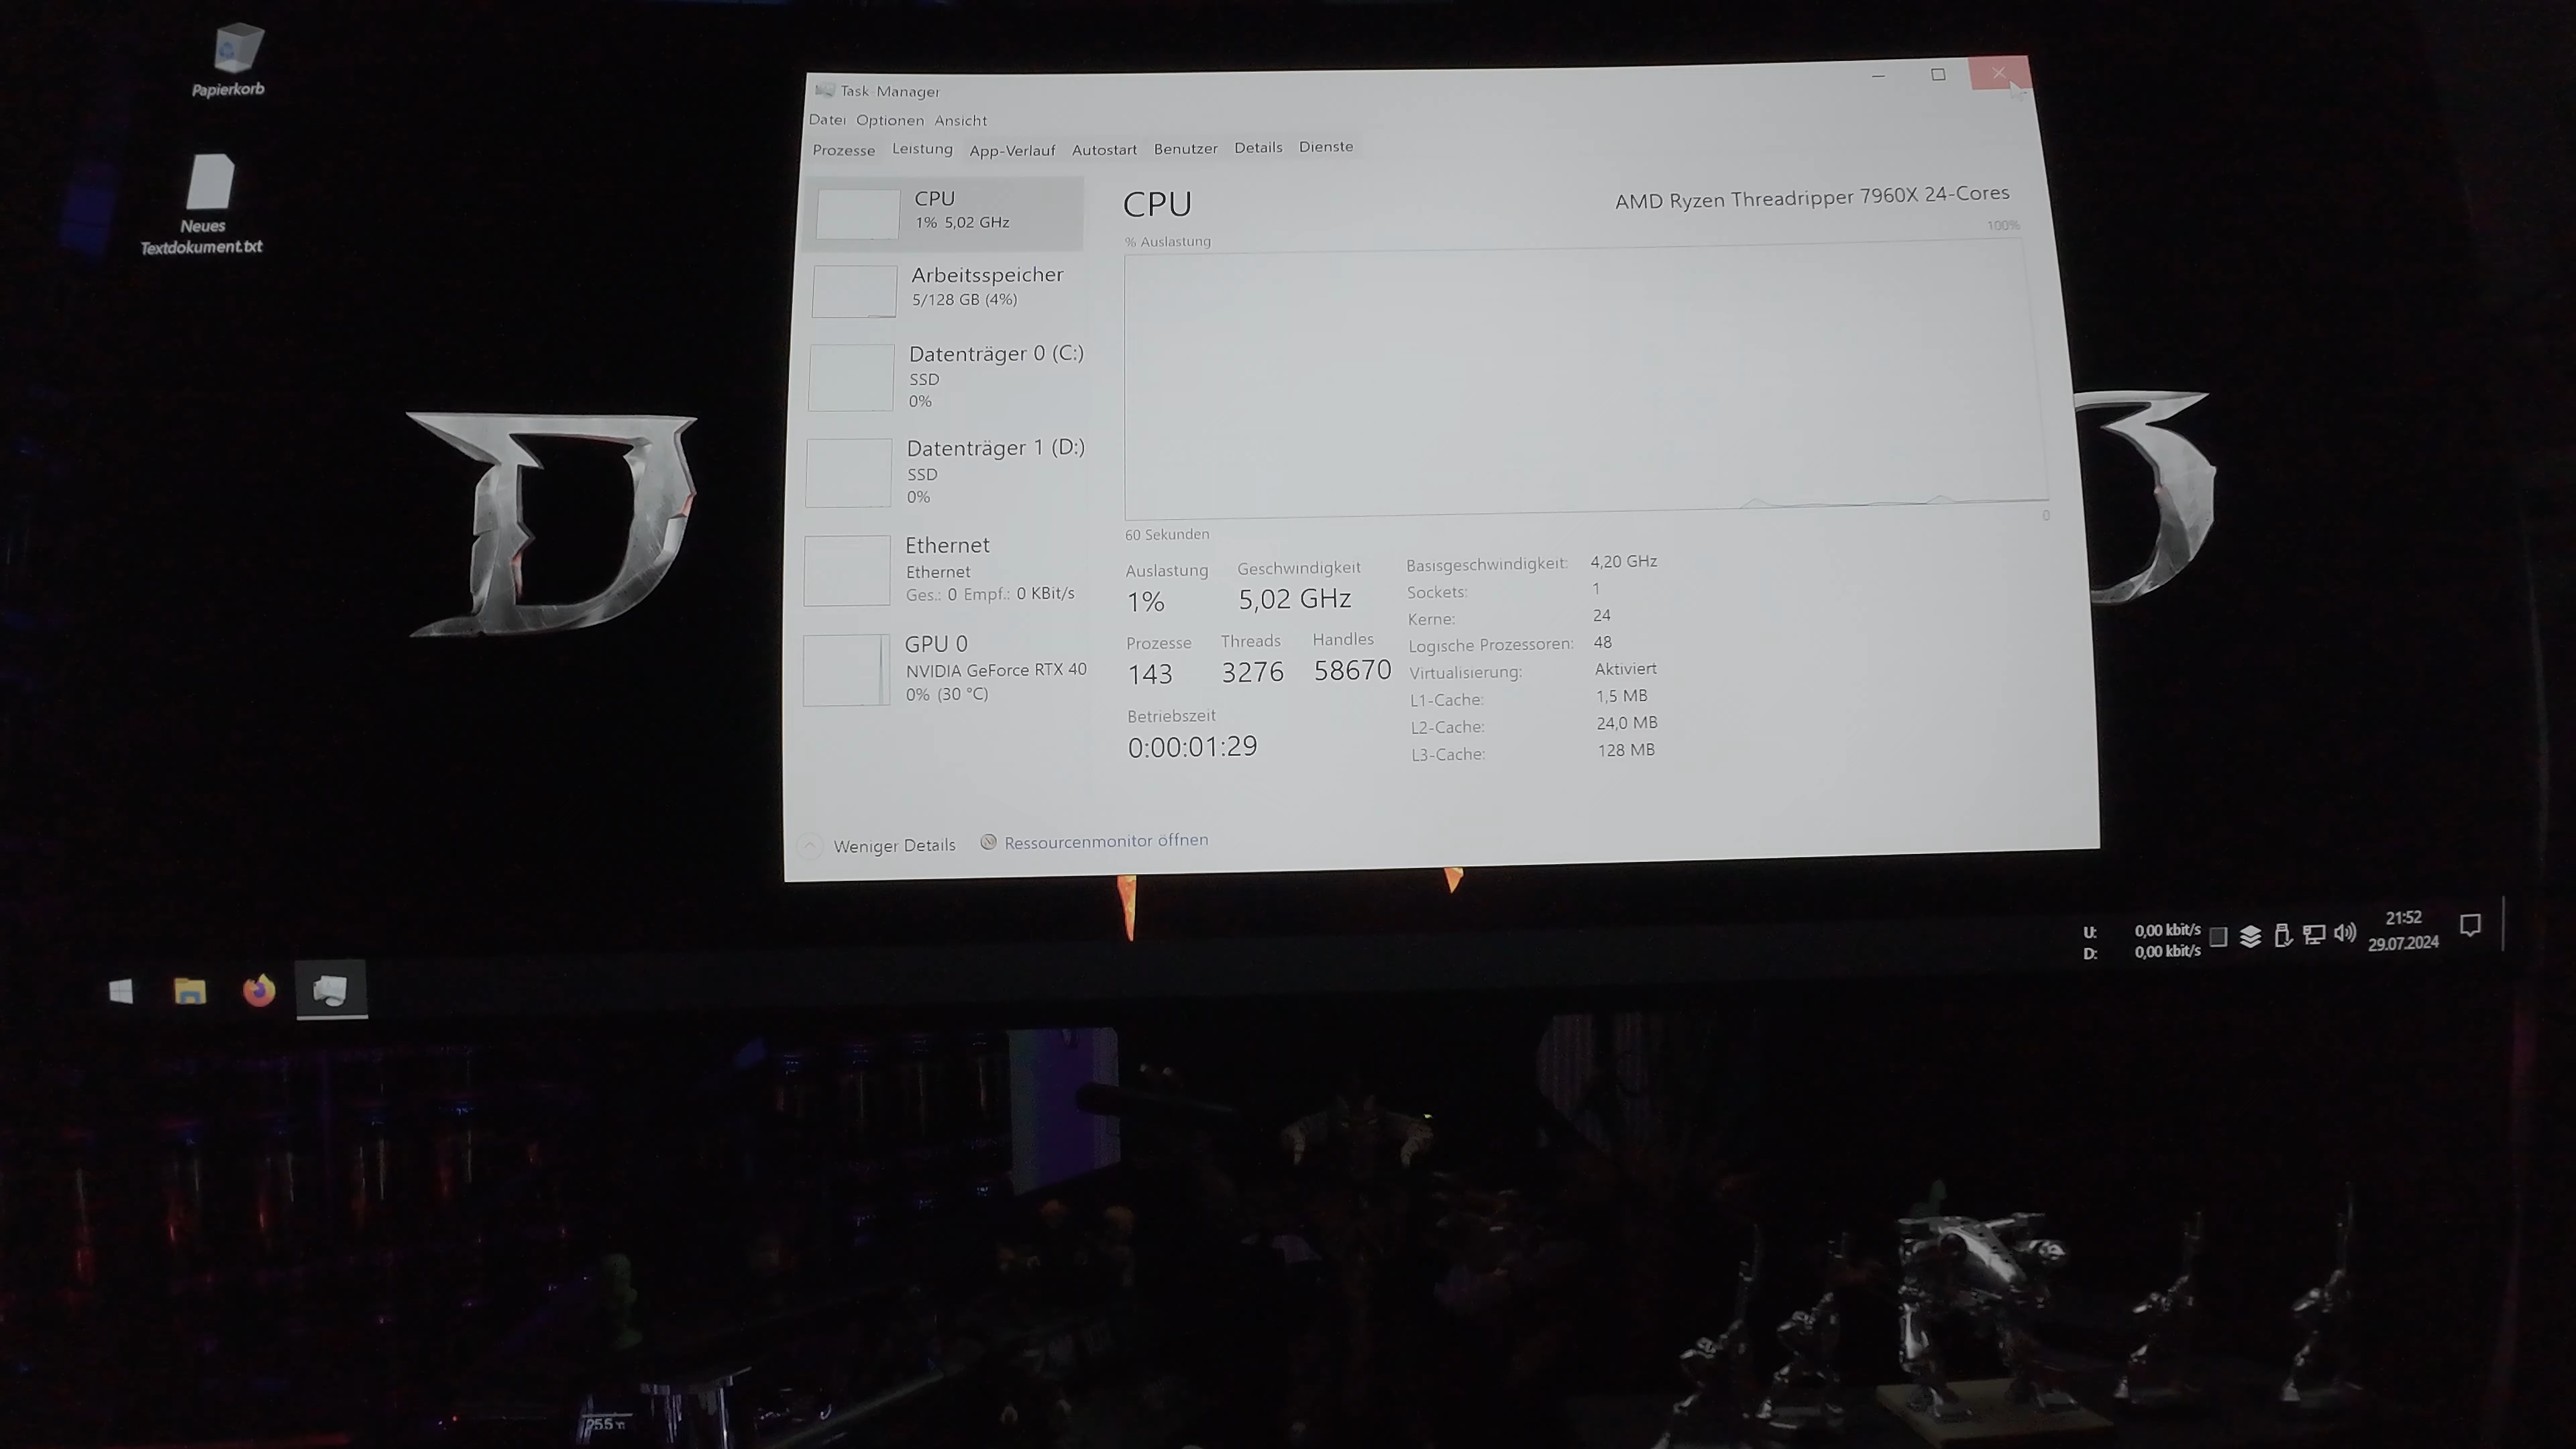 Papierkorb
Neues
Textdokument.txt
D
3
Task-Manager
Datei Optionen Ansicht
Prozesse Leistung App-Verlauf Autostart Benutzer Details Dienste
CPU
1% 5,02 GHz
Arbeitsspeicher
5/128 GB (4%)
Datenträger 0 (C:)
SSD
0%
Datenträger 1 (D:)
SSD
0%
Ethernet
Ethernet
Ges.: 0 Empf.: 0 KBit/s
GPU 0
NVIDIA GeForce RTX 40
0% (30 °C)
CPU
AMD Ryzen Threadripper 7960X 24-Cores
% Auslastung
100%
60 Sekunden
0
Auslastung Geschwindigkeit
1% 5,02 GHz
Prozesse Threads Handles
143 3276 58670
Betriebszeit
0:00:01:29
Basisgeschwindigkeit: 4,20 GHz
Sockets: 1
Kerne: 24
Logische Prozessoren: 48
Virtualisierung: Aktiviert
L1-Cache: 1,5 MB
L2-Cache: 24,0 MB
L3-Cache: 128 MB
Weniger Details Ressourcenmonitor öffnen
U: 0,00 kbit/s
D: 0,00 kbit/s
21:52
29.07.2024